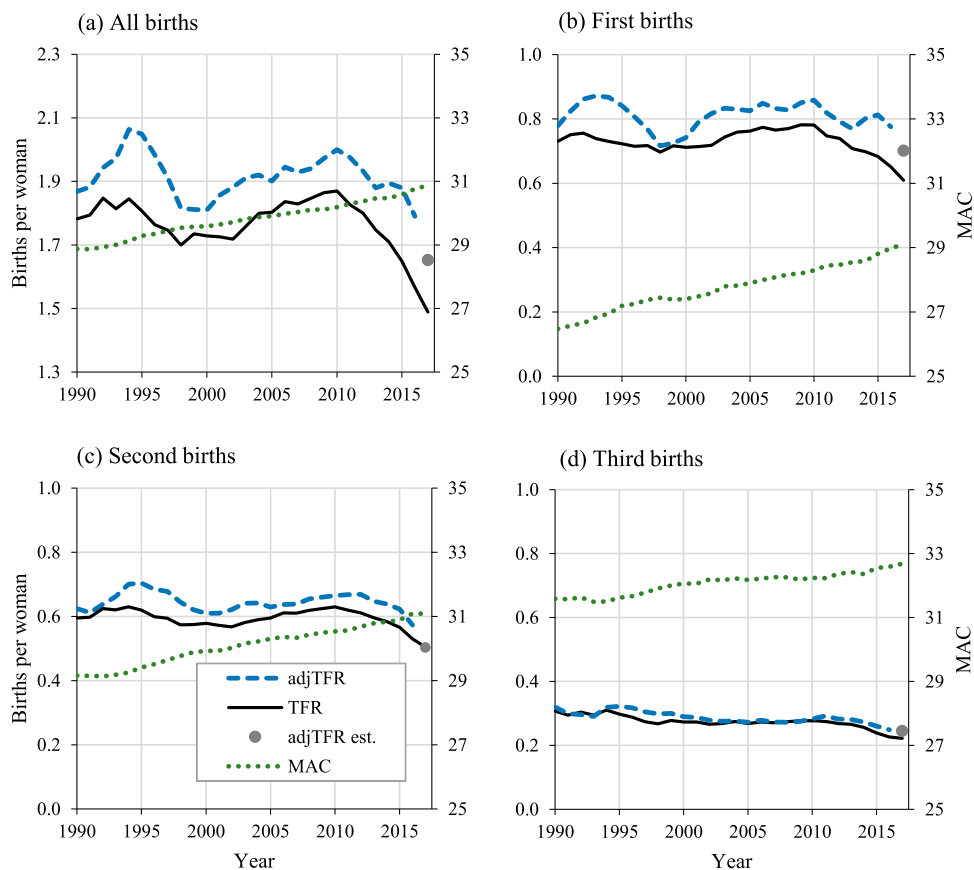 (a) All births
2.3
2.1
1.9
1.7
1.5
1.3
Births per woman
35
33
31
29
27
25
1990 1995 2000 2005 2010 2015
(b) First births
1.0
0.8
0.6
0.4
0.2
0.0
35
33
31
29
27
25
MAC
1990 1995 2000 2005 2010 2015
(c) Second births
1.0
0.8
0.6
0.4
0.2
0.0
Births per woman
35
33
31
29
27
25
adjTFR
TFR
adjTFR est.
MAC
1990 1995 2000 2005 2010 2015
Year
(d) Third births
1.0
0.8
0.6
0.4
0.2
0.0
35
33
31
29
27
25
MAC
1990 1995 2000 2005 2010 2015
Year